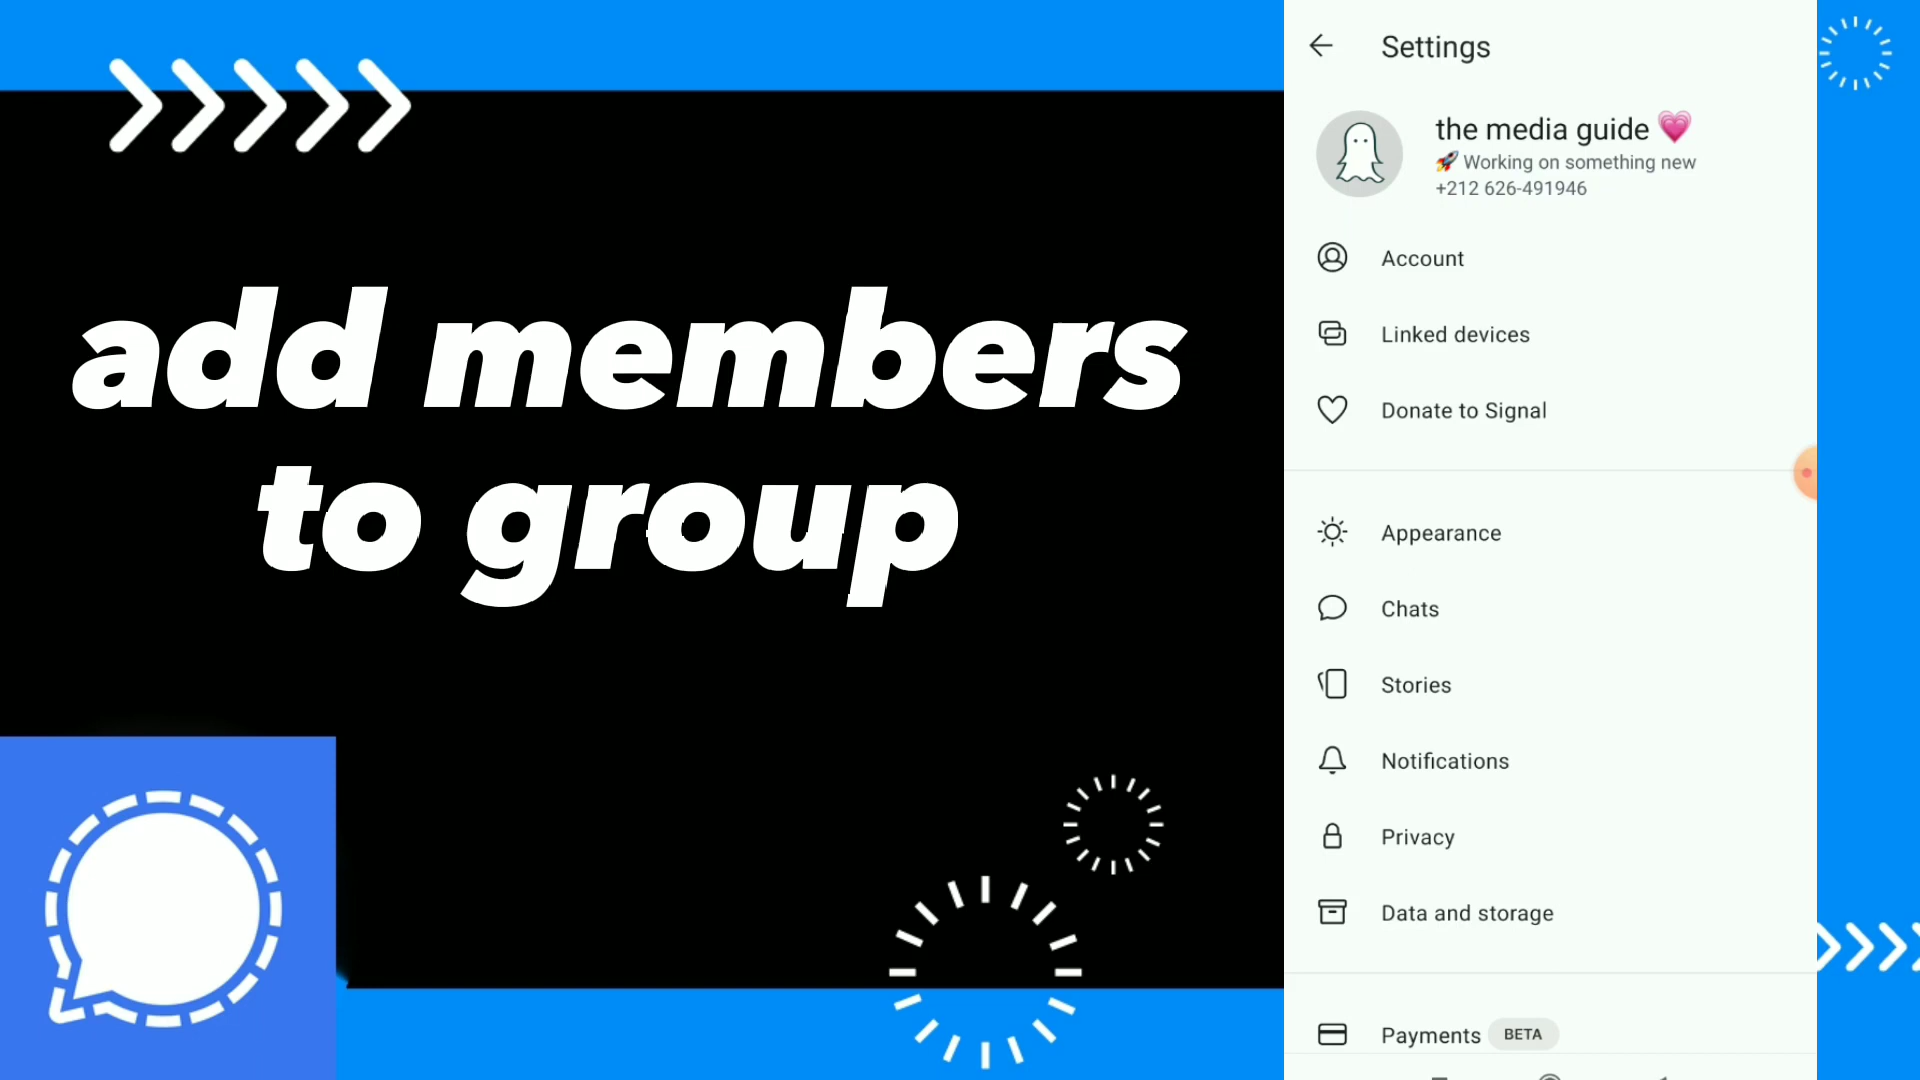 add members
to group
Settings
the media guide 💗
🚀 Working on something new
+212 626-491946
Account
Linked devices
Donate to Signal
Appearance
Chats
Stories
Notifications
Privacy
Data and storage
Payments BETA